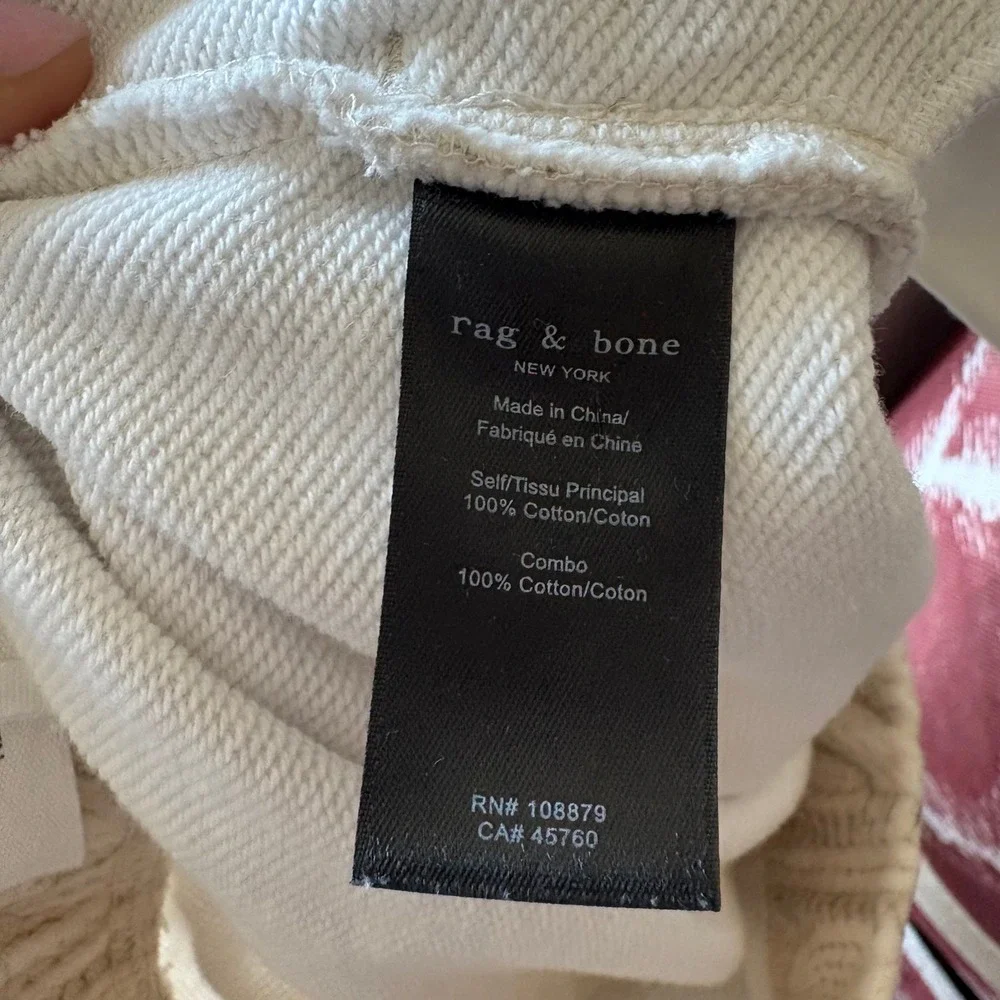 rag & bone
NEW YORK
Made in China/
Fabriqué en Chine
Self/Tissu Principal
100% Cotton/Coton
Combo
100% Cotton/Coton
RN# 108879
CA# 45760